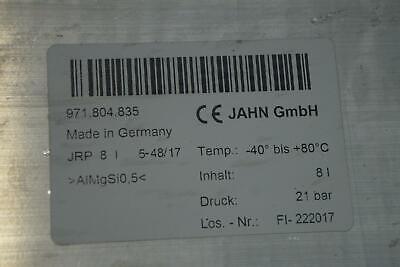 971.804.835 CE JAHN GmbH
Made in Germany
JRP 8 l 5-48/17 Temp.: -40° bis +80°C
>AlMgSi0,5< Inhalt: 8 l
Druck: 21 bar
Los. - Nr.: FI- 222017